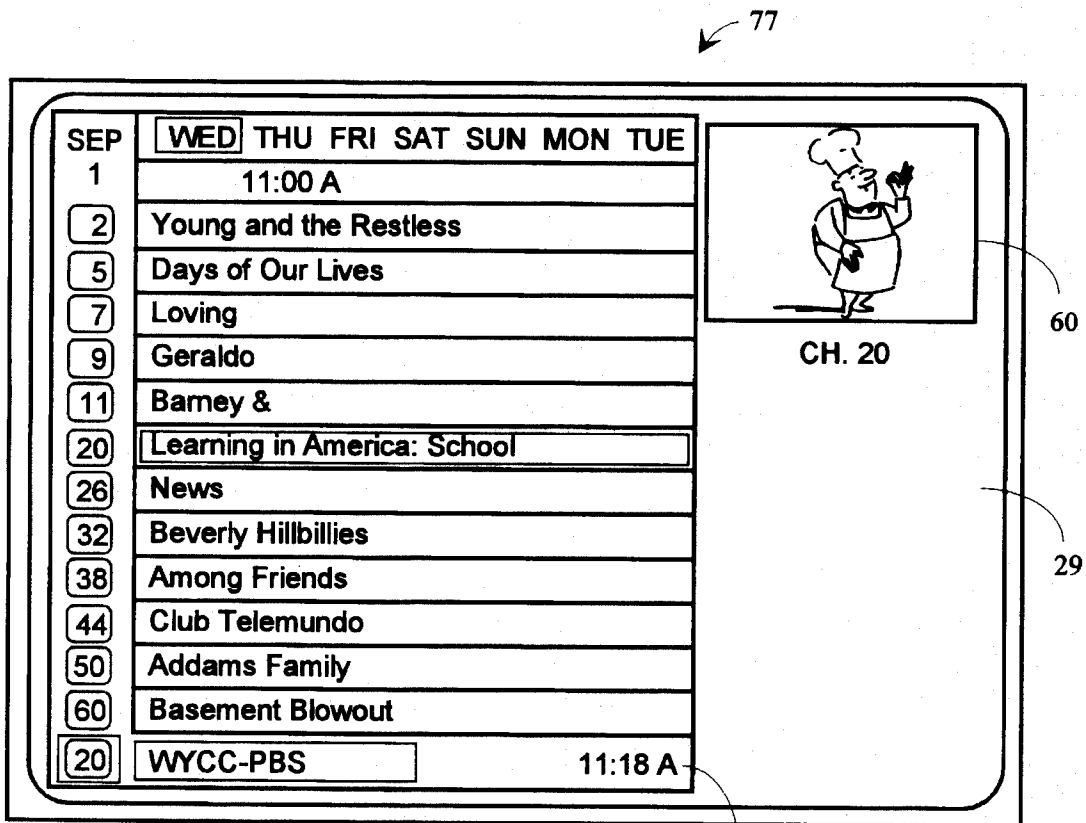 77
SEP WED THU FRI SAT SUN MON TUE
1 11:00 A
2 Young and the Restless
5 Days of Our Lives
7 Loving
9 Geraldo
11 Barney &
20 Learning in America: School
26 News
32 Beverly Hillbillies
38 Among Friends
44 Club Telemundo
50 Addams Family
60 Basement Blowout
20 WYCC-PBS 11:18 A
CH. 20
60
29